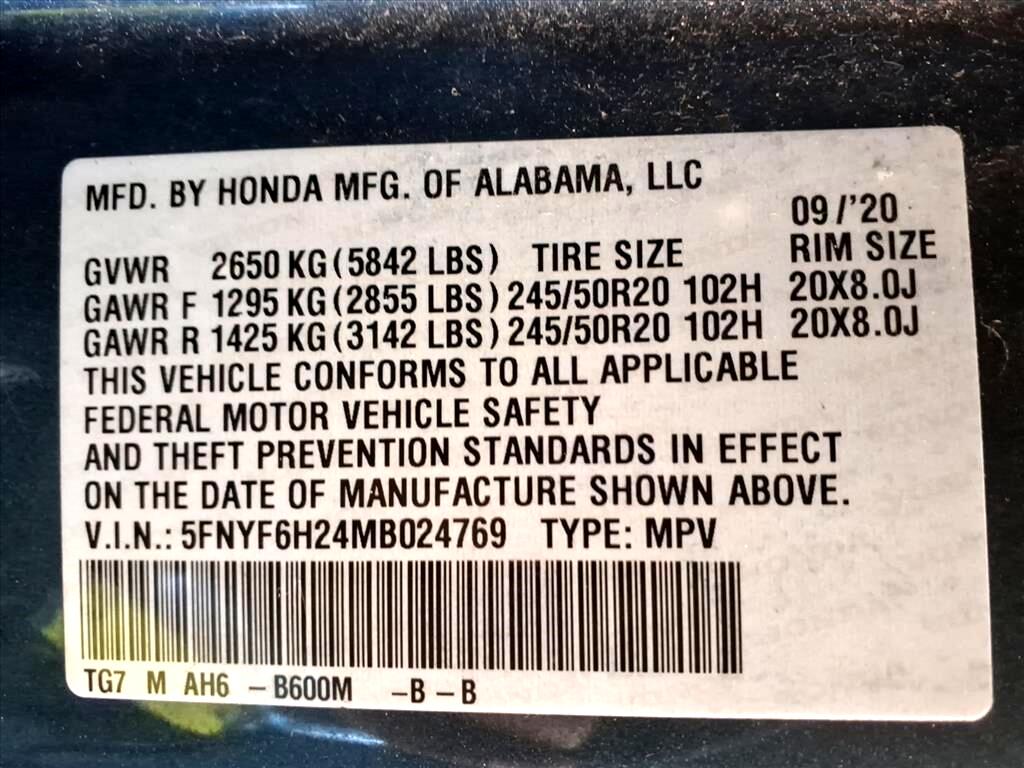 MFD. BY HONDA MFG. OF ALABAMA, LLC
09/'20
GVWR 2650 KG (5842 LBS) TIRE SIZE RIM SIZE
GAWR F 1295 KG (2855 LBS) 245/50R20 102H 20X8.0J
GAWR R 1425 KG (3142 LBS) 245/50R20 102H 20X8.0J
THIS VEHICLE CONFORMS TO ALL APPLICABLE
FEDERAL MOTOR VEHICLE SAFETY
AND THEFT PREVENTION STANDARDS IN EFFECT
ON THE DATE OF MANUFACTURE SHOWN ABOVE.
V.I.N.: 5FNYF6H24MB024769 TYPE: MPV
TG7 M AH6 -B600M -B-B